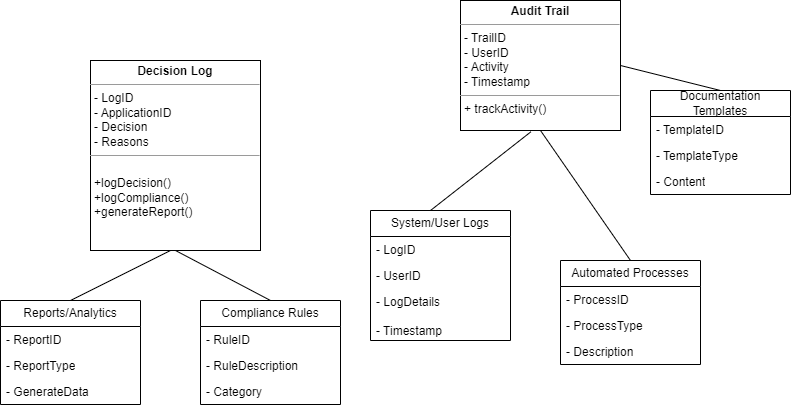 Audit Trail
- TrailID
- UserID
- Activity
- Timestamp
+ trackActivity()
Decision Log
- LogID
- ApplicationID
- Decision
- Reasons
+logDecision()
+logCompliance()
+generateReport()
Documentation
Templates
- TemplateID
- TemplateType
- Content
System/User Logs
- LogID
- UserID
- LogDetails
- Timestamp
Automated Processes
- ProcessID
- ProcessType
- Description
Reports/Analytics
- ReportID
- ReportType
- GenerateData
Compliance Rules
- RuleID
- RuleDescription
- Category